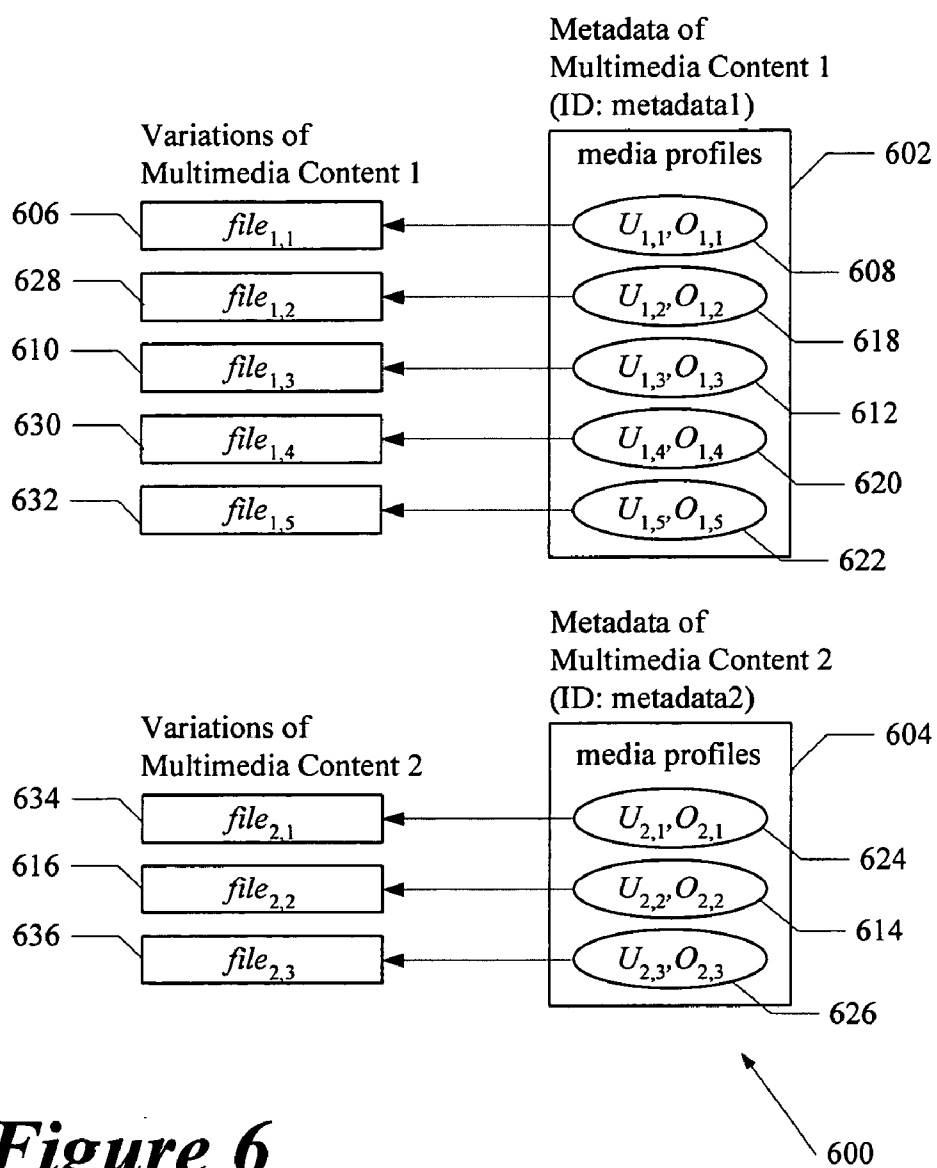 Metadata of
Multimedia Content 1
(ID: metadata1)
Variations of
Multimedia Content 1
media profiles
602
606
file1,1
U1,1, O1,1
608
628
file1,2
U1,2, O1,2
618
610
file1,3
U1,3, O1,3
612
630
file1,4
U1,4, O1,4
620
632
file1,5
U1,5, O1,5
622
Metadata of
Multimedia Content 2
(ID: metadata2)
Variations of
Multimedia Content 2
media profiles
604
634
file2,1
U2,1, O2,1
624
616
file2,2
U2,2, O2,2
614
636
file2,3
U2,3, O2,3
626
600
Figure 6